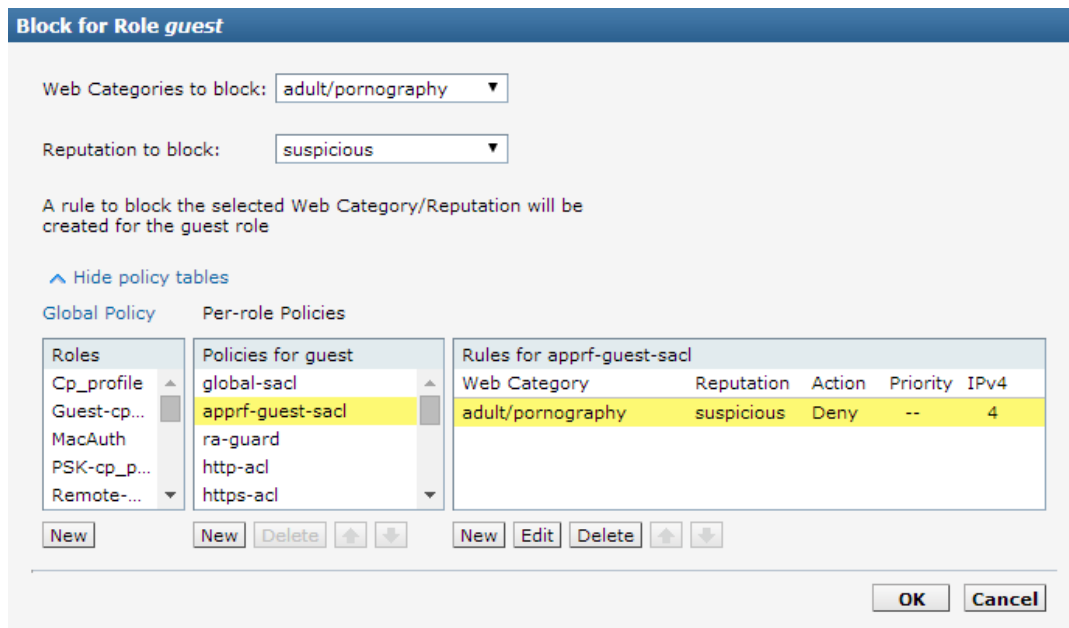 Block for Role guest
Web Categories to block: adult/pornography
Reputation to block: suspicious
A rule to block the selected Web Category/Reputation will be
created for the guest role
Hide policy tables
Global Policy Per-role Policies
Roles Policies for guest Rules for apprf-guest-sacl
Cp_profile global-sacl Web Category Reputation Action Priority IPv4
Guest-cp... apprf-guest-sacl adult/pornography suspicious Deny -- 4
MacAuth ra-guard
PSK-cp_p... http-acl
Remote-... https-acl
New New Delete New Edit Delete
OK Cancel